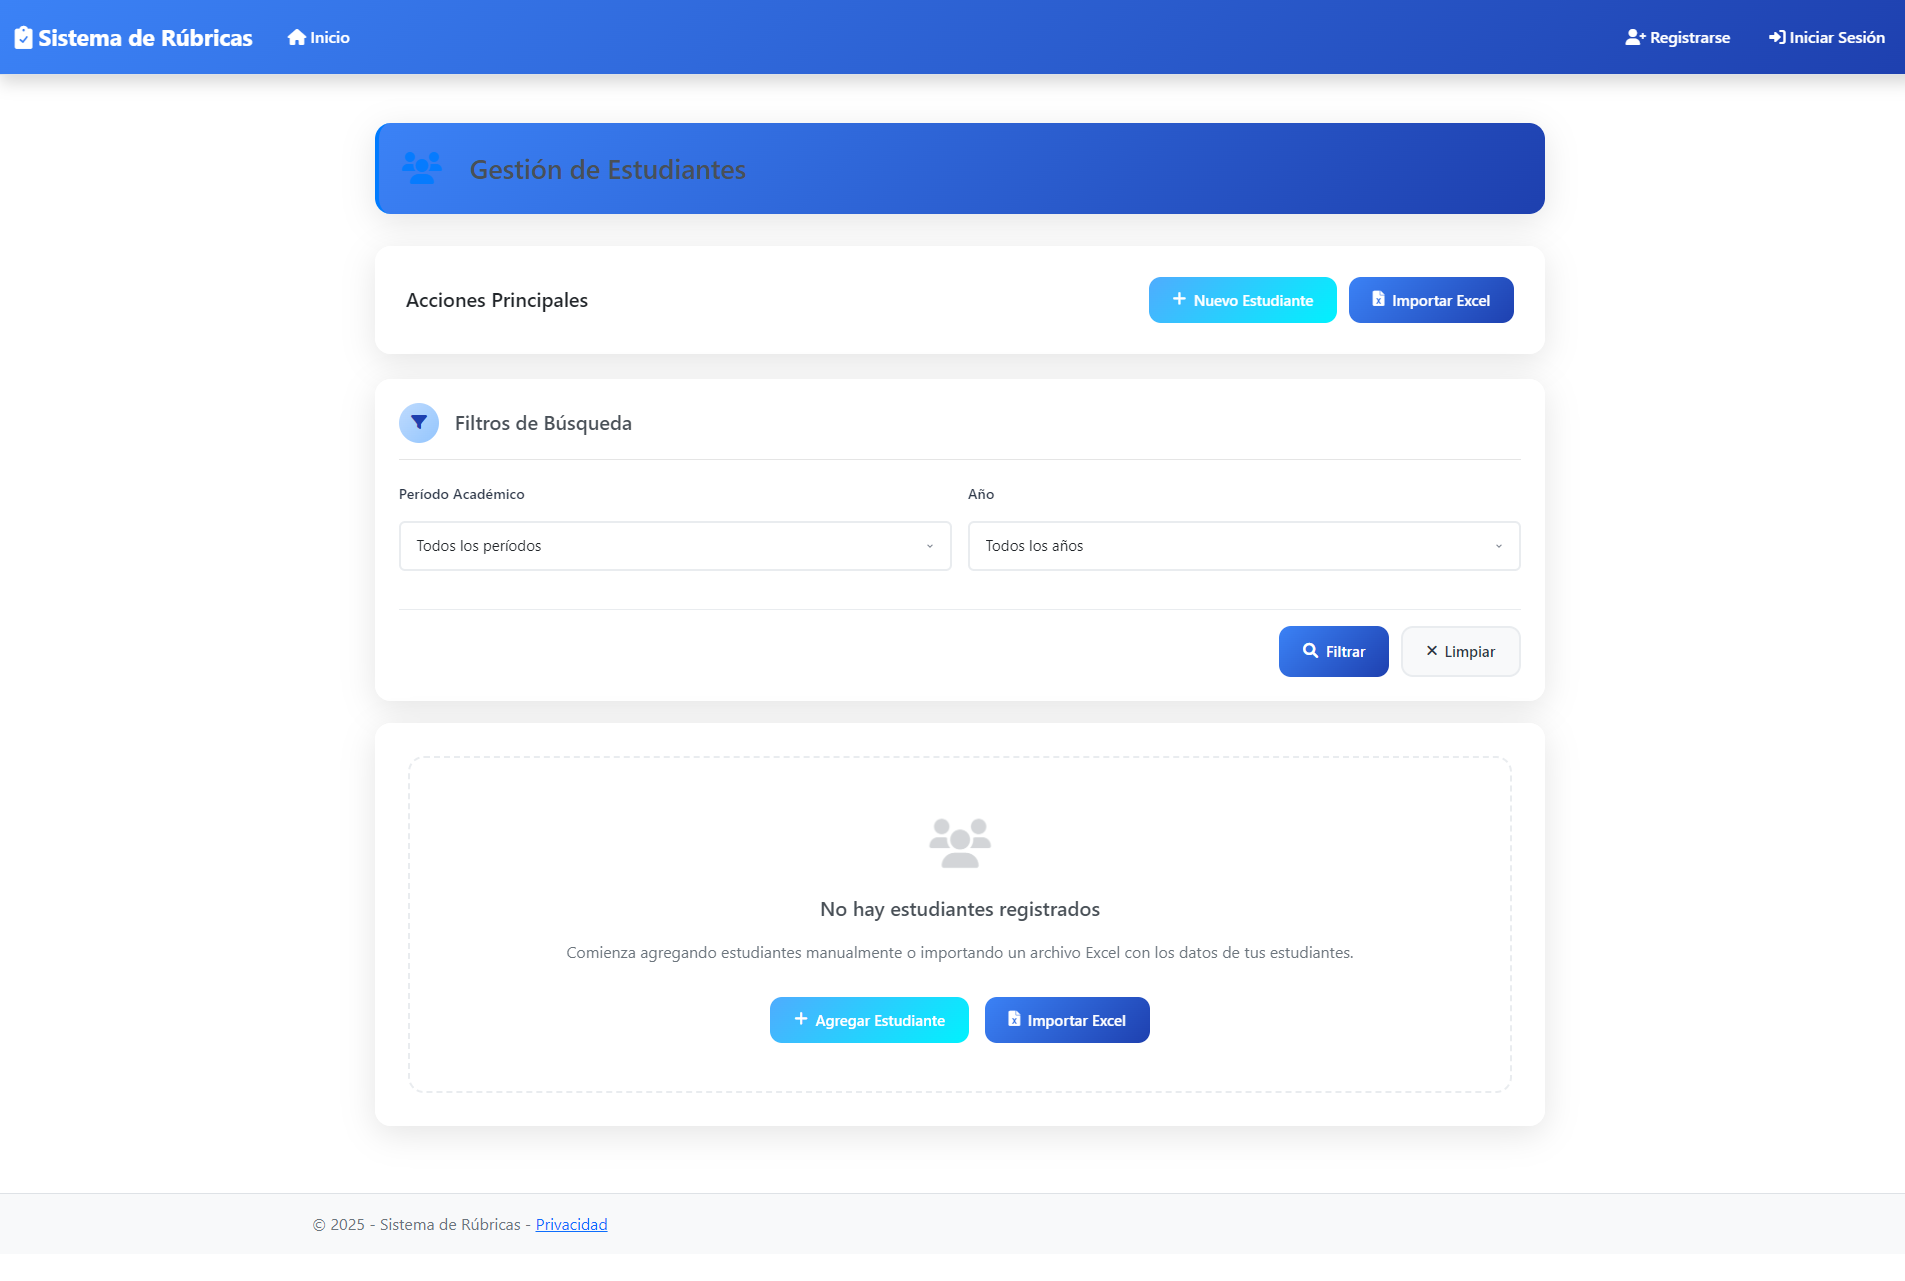 Sistema de Rúbricas Inicio Registrarse Iniciar Sesión
Gestión de Estudiantes
Acciones Principales Nuevo Estudiante Importar Excel
Filtros de Búsqueda
Período Académico Año
Todos los períodos Todos los años
Filtrar Limpiar
No hay estudiantes registrados
Comienza agregando estudiantes manualmente o importando un archivo Excel con los datos de tus estudiantes.
Agregar Estudiante Importar Excel
© 2025 - Sistema de Rúbricas - Privacidad